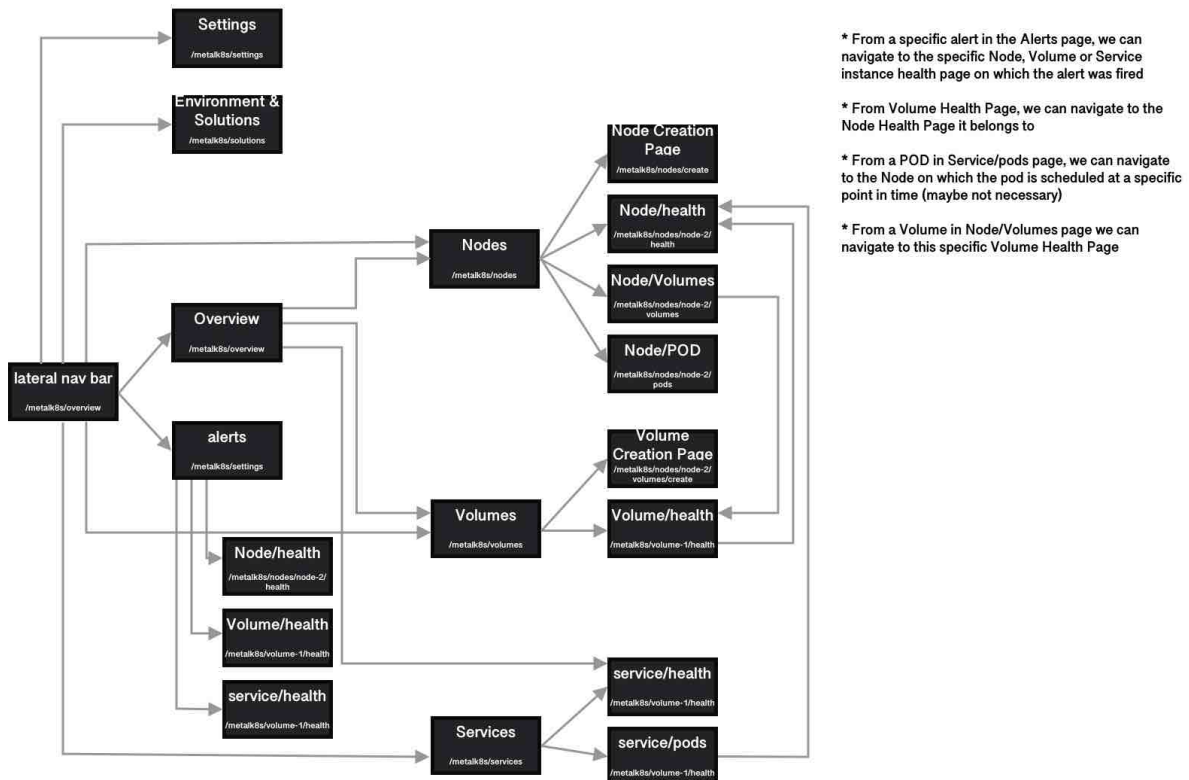 Settings
/metalk8s/settings
Environment &
Solutions
/metalk8s/solutions
lateral nav bar
/metalk8s/overview
Overview
/metalk8s/overview
alerts
/metalk8s/settings
Node/health
/metalk8s/nodes/node-2/
health
Volume/health
/metalk8s/volume-1/health
service/health
/metalk8s/volume-1/health
Nodes
/metalk8s/nodes
Volumes
/metalk8s/volumes
Services
/metalk8s/services
Node Creation
Page
/metalk8s/nodes/create
Node/health
/metalk8s/nodes/node-2/
health
Node/Volumes
/metalk8s/nodes/node-2/
volumes
Node/POD
/metalk8s/nodes/node-2/
pods
Volume
Creation Page
/metalk8s/nodes/node-2/
volumes/create
Volume/health
/metalk8s/volume-1/health
service/health
/metalk8s/volume-1/health
service/pods
/metalk8s/volume-1/health
* From a specific alert in the Alerts page, we can
navigate to the specific Node, Volume or Service
instance health page on which the alert was fired
* From Volume Health Page, we can navigate to the
Node Health Page it belongs to
* From a POD in Service/pods page, we can navigate
to the Node on which the pod is scheduled at a specific
point in time (maybe not necessary)
* From a Volume in Node/Volumes page we can
navigate to this specific Volume Health Page